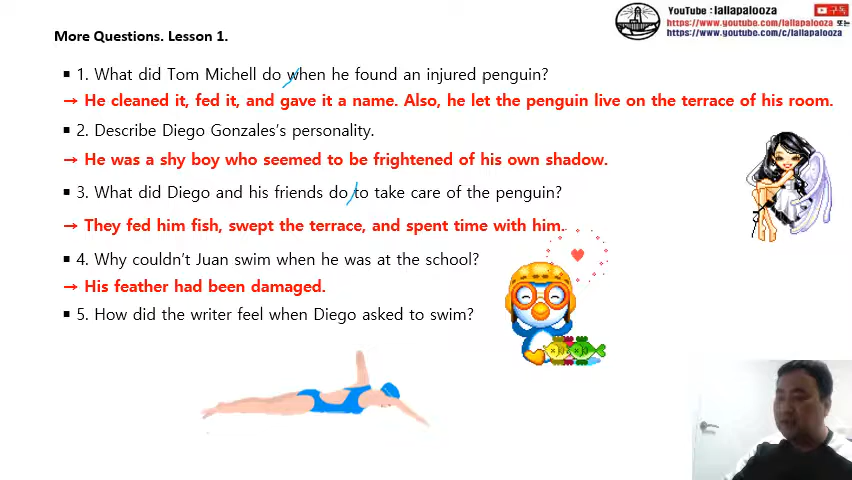 YouTube : lallapalooza
구독
https://www.youtube.com/lallapalooza 또는
https://www.youtube.com/c/lallapalooza
More Questions. Lesson 1.
1. What did Tom Michell do when he found an injured penguin?
→ He cleaned it, fed it, and gave it a name. Also, he let the penguin live on the terrace of his room.
2. Describe Diego Gonzales's personality.
→ He was a shy boy who seemed to be frightened of his own shadow.
3. What did Diego and his friends do to take care of the penguin?
→ They fed him fish, swept the terrace, and spent time with him.
4. Why couldn't Juan swim when he was at the school?
→ His feather had been damaged.
5. How did the writer feel when Diego asked to swim?